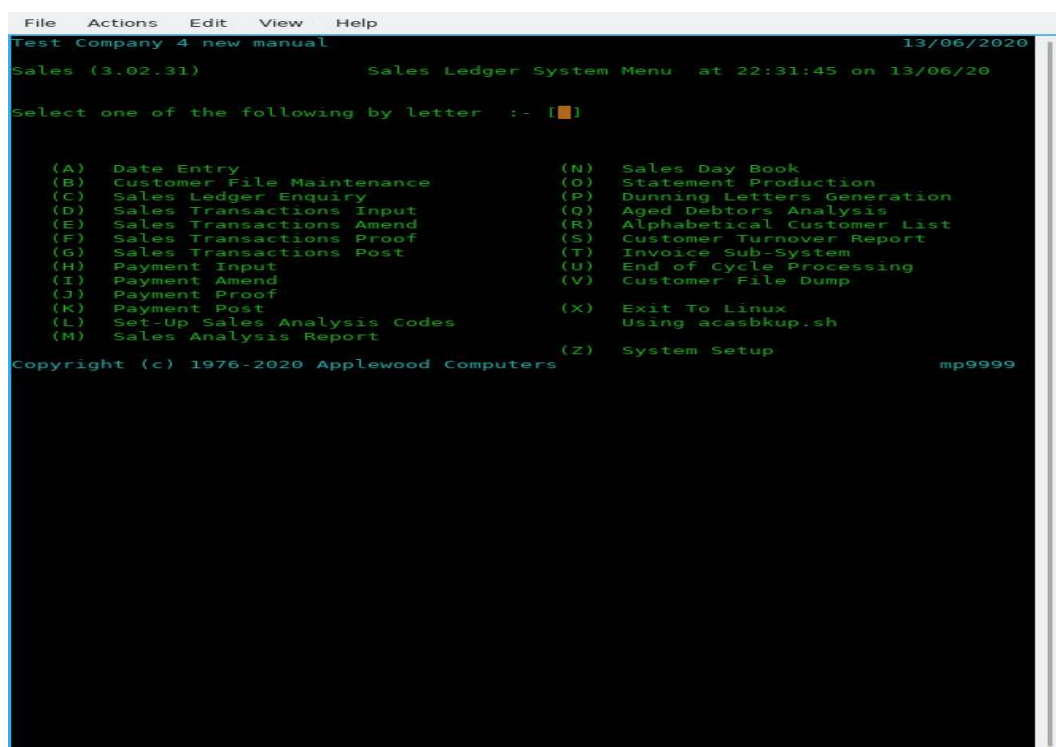 File Actions Edit View Help
Test Company 4 new manual 13/06/2020
Sales (3.02.31) Sales Ledger System Menu at 22:31:45 on 13/06/20
Select one of the following by letter :- [ ]
(A) Date Entry (N) Sales Day Book
(B) Customer File Maintenance (O) Statement Production
(C) Sales Ledger Enquiry (P) Dunning Letters Generation
(D) Sales Transactions Input (Q) Aged Debtors Analysis
(E) Sales Transactions Amend (R) Alphabetical Customer List
(F) Sales Transactions Proof (S) Customer Turnover Report
(G) Sales Transactions Post (T) Invoice Sub-System
(H) Payment Input (U) End of Cycle Processing
(I) Payment Amend (V) Customer File Dump
(J) Payment Proof
(K) Payment Post (X) Exit To Linux
(L) Set-Up Sales Analysis Codes Using acasbkup.sh
(M) Sales Analysis Report
(Z) System Setup
Copyright (c) 1976-2020 Applewood Computers mp9999